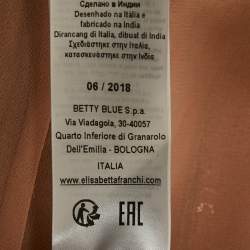 Сделано в Индии
Desenhado na Itália e
fabricado na India
Dirancang di Italia, dibuat di India
Σχεδιάστηκε στην Ιταλία,
κατασκευάστηκε στην Ινδία
06 / 2018
BETTY BLUE S.p.a.
Via Viadagola, 30-40057
Quarto Inferiore di Granarolo
Dell'Emilia - BOLOGNA
ITALIA
www.elisabettafranchi.com
EAC